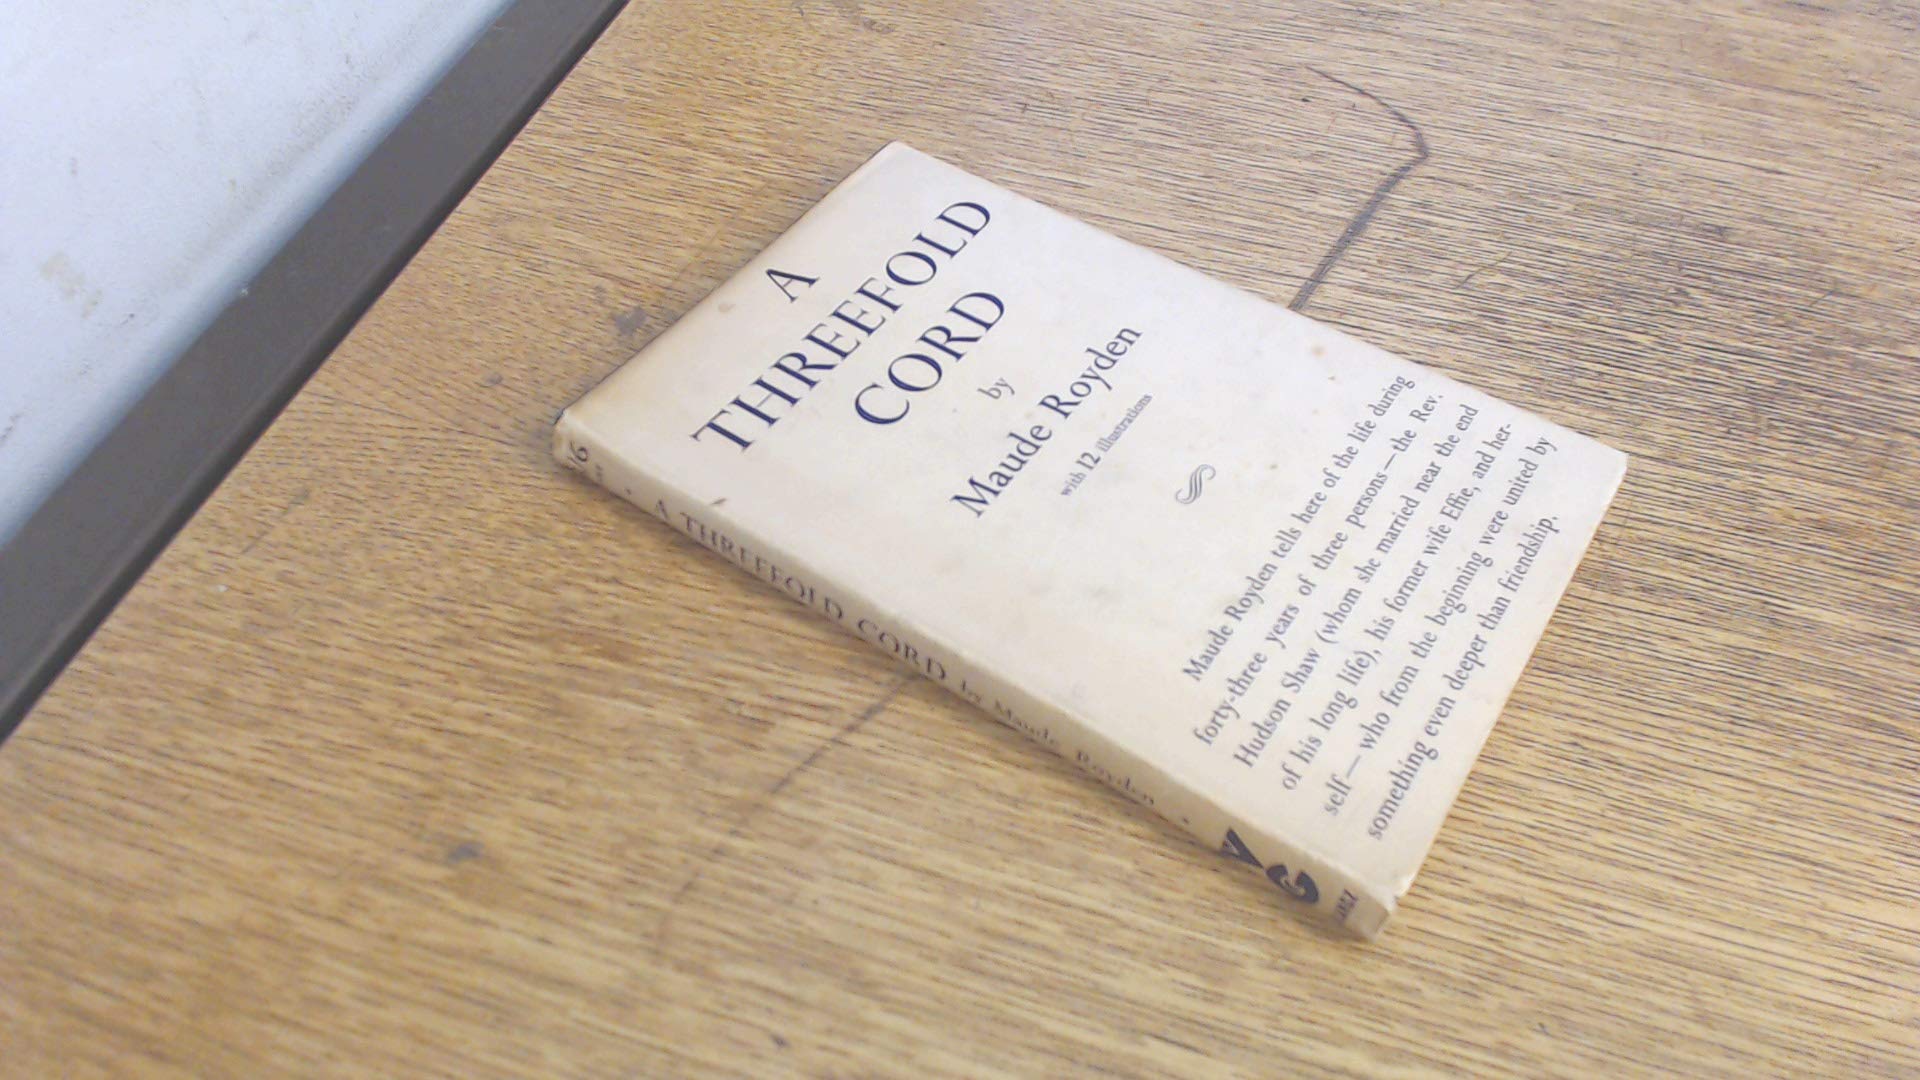 A
THREEFOLD
CORD
by
Maude Royden
with 12 illustrations
Maude Royden tells here of the life during
forty-three years of three persons — the Rev.
Hudson Shaw (whom she married near the end
of his long life), his former wife Effie, and her-
self — who from the beginning were united by
something even deeper than friendship,
A THREEFOLD CORD by Maude Royden
VG